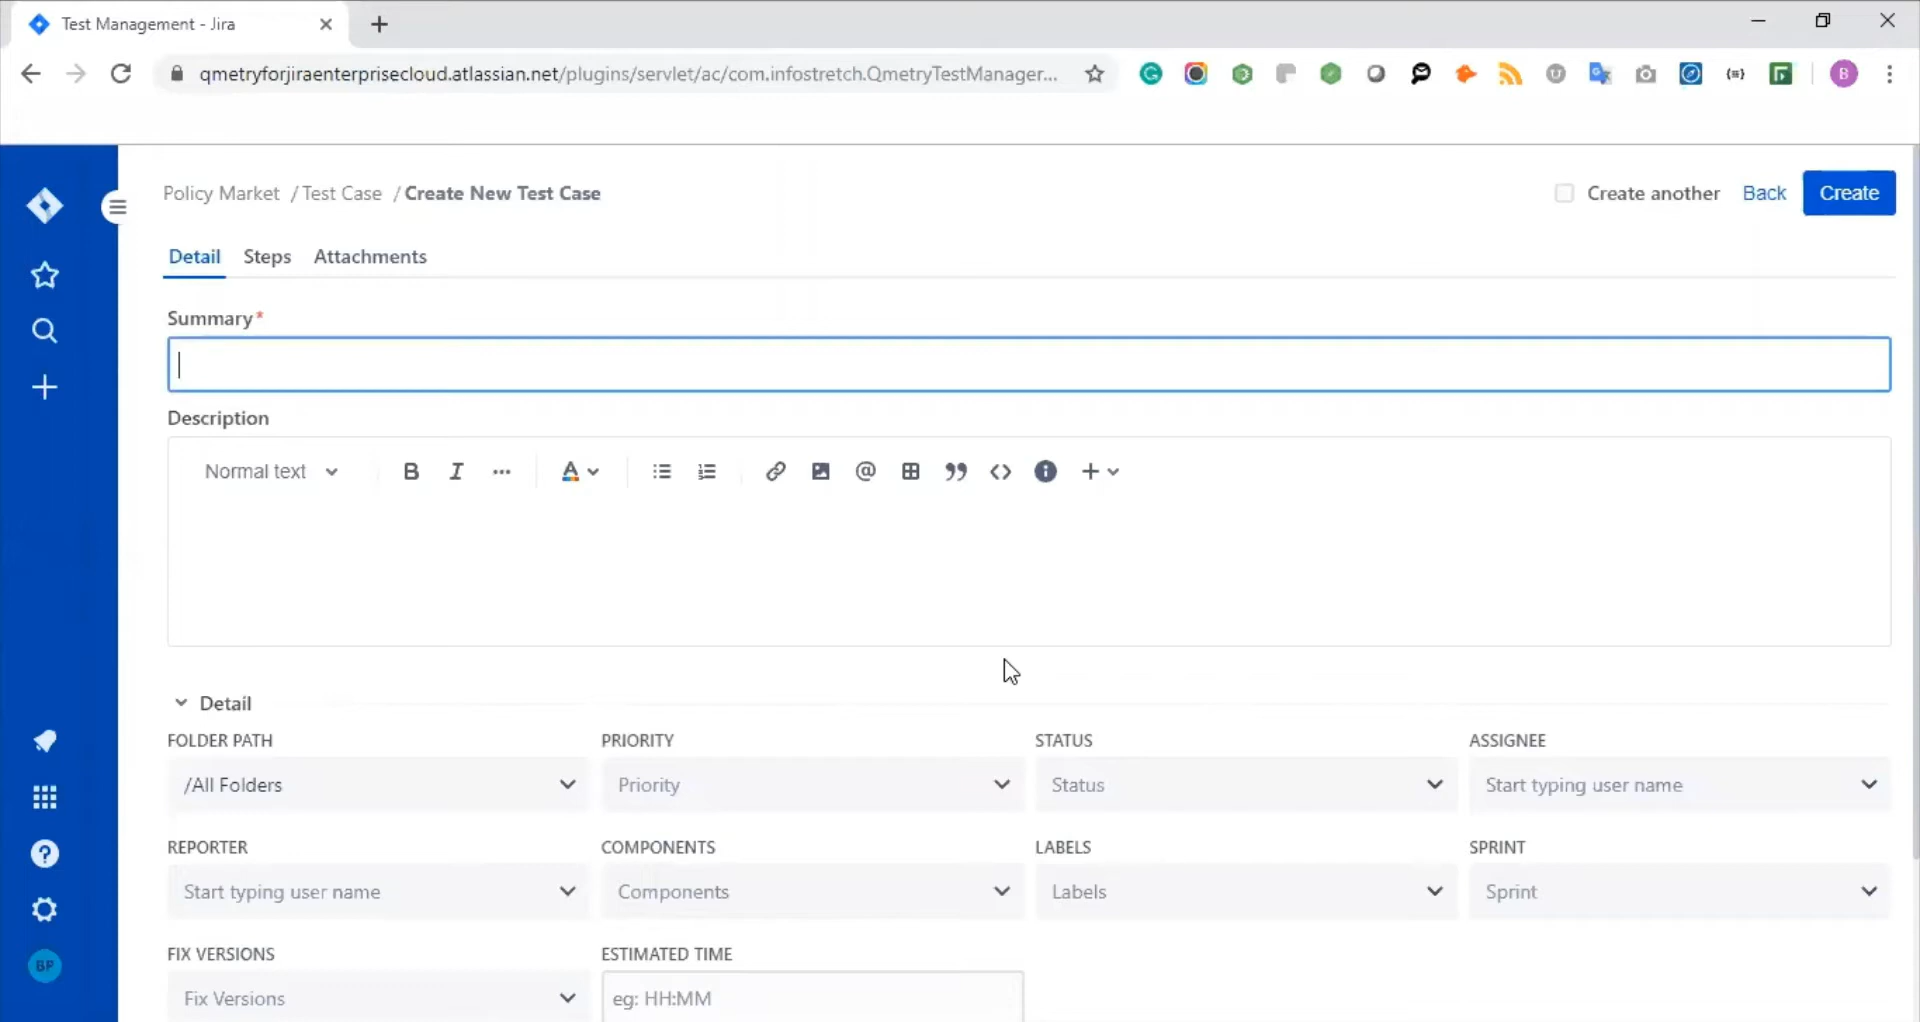 Test Management - Jira
qmetryforjiraenterprisecloud.atlassian.net/plugins/servlet/ac/com.infostretch.QmetryTestManager...
B
Policy Market / Test Case / Create New Test Case
Create another Back Create
Detail Steps Attachments
Summary*
Description
Normal text B I ... A @
Detail
FOLDER PATH PRIORITY STATUS ASSIGNEE
/All Folders Priority Status Start typing user name
REPORTER COMPONENTS LABELS SPRINT
Start typing user name Components Labels Sprint
FIX VERSIONS ESTIMATED TIME
BP
Fix Versions eg: HH:MM